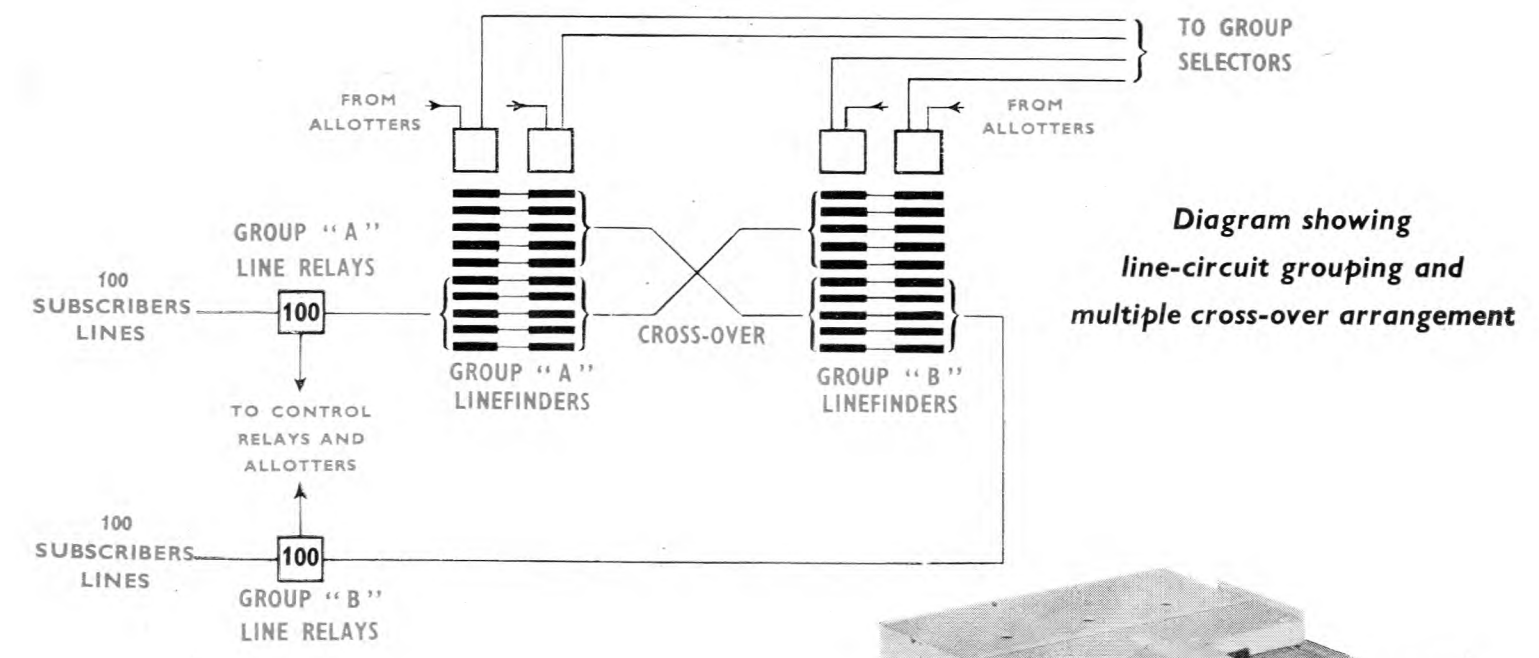 TO GROUP
SELECTORS
FROM
ALLOTTERS
FROM
ALLOTTERS
GROUP “A”
LINE RELAYS
100
SUBSCRIBERS
LINES
100
CROSS-OVER
GROUP “A”
LINEFINDERS
GROUP “B”
LINEFINDERS
TO CONTROL
RELAYS AND
ALLOTTERS
100
SUBSCRIBERS
LINES
100
GROUP “B”
LINE RELAYS
Diagram showing
line-circuit grouping and
multiple cross-over arrangement